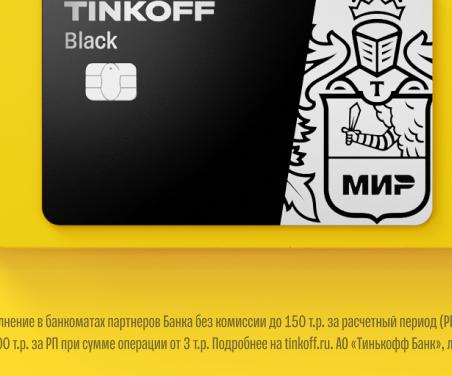 TINKOFF
Black
T
МИР
лнение в банкоматах партнеров Банка без комиссии до 150 т.р. за расчетный период (РГ
00 т.р. за РП при сумме операции от 3 т.р. Подробнее на tinkoff.ru. АО «Тинькофф Банк», л